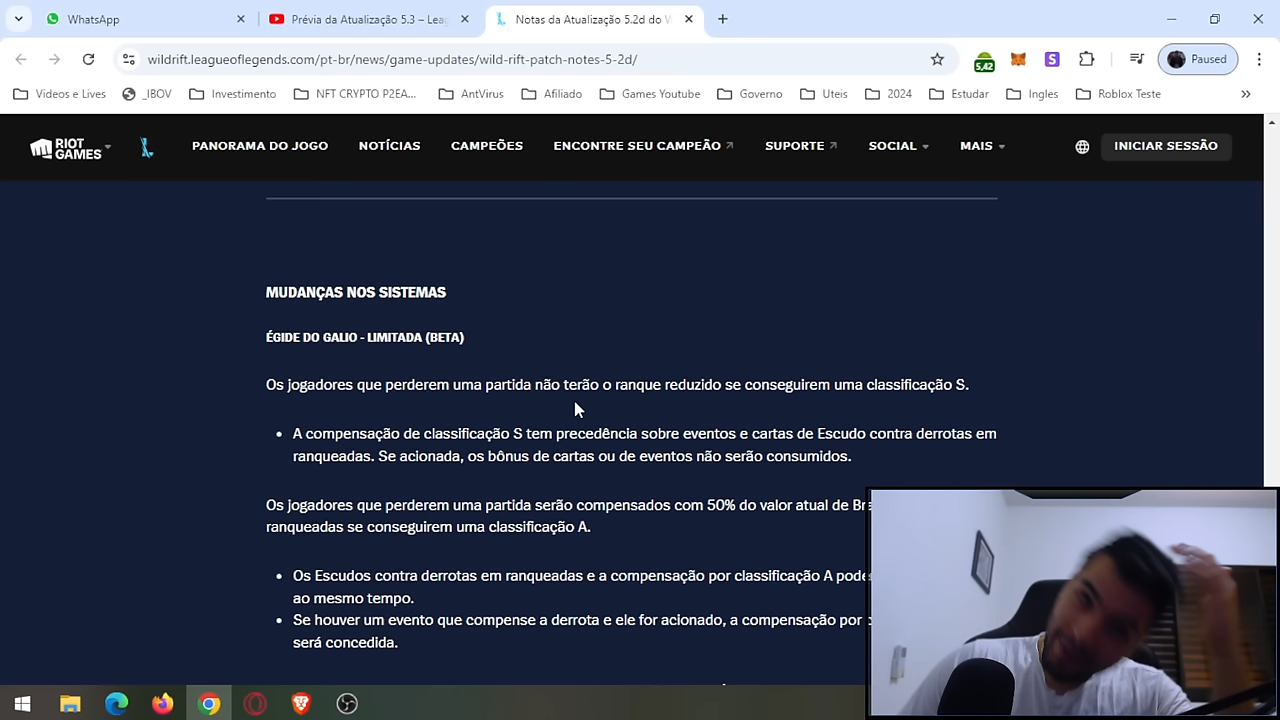 WhatsApp
Prévia da Atualização 5.3 – Lea
Notas da Atualização 5.2d do W
wildrift.leagueoflegends.com/pt-br/news/game-updates/wild-rift-patch-notes-5-2d/
5,42
S
Paused
Videos e Lives
_IBOV
Investimento
NFT CRYPTO P2EA...
AntVirus
Afiliado
Games Youtube
Governo
Uteis
2024
Estudar
Ingles
Roblox Teste
RIOT GAMES
PANORAMA DO JOGO
NOTÍCIAS
CAMPEÕES
ENCONTRE SEU CAMPEÃO
SUPORTE
SOCIAL
MAIS
INICIAR SESSÃO
MUDANÇAS NOS SISTEMAS
ÉGIDE DO GALIO - LIMITADA (BETA)
Os jogadores que perderem uma partida não terão o ranque reduzido se conseguirem uma classificação S.
A compensação de classificação S tem precedência sobre eventos e cartas de Escudo contra derrotas em
ranqueadas. Se acionada, os bônus de cartas ou de eventos não serão consumidos.
Os jogadores que perderem uma partida serão compensados com 50% do valor atual de
ranqueadas se conseguirem uma classificação A.
Os Escudos contra derrotas em ranqueadas e a compensação por classificação A
ao mesmo tempo.
Se houver um evento que compense a derrota e ele for acionado, a compensação por
será concedida.